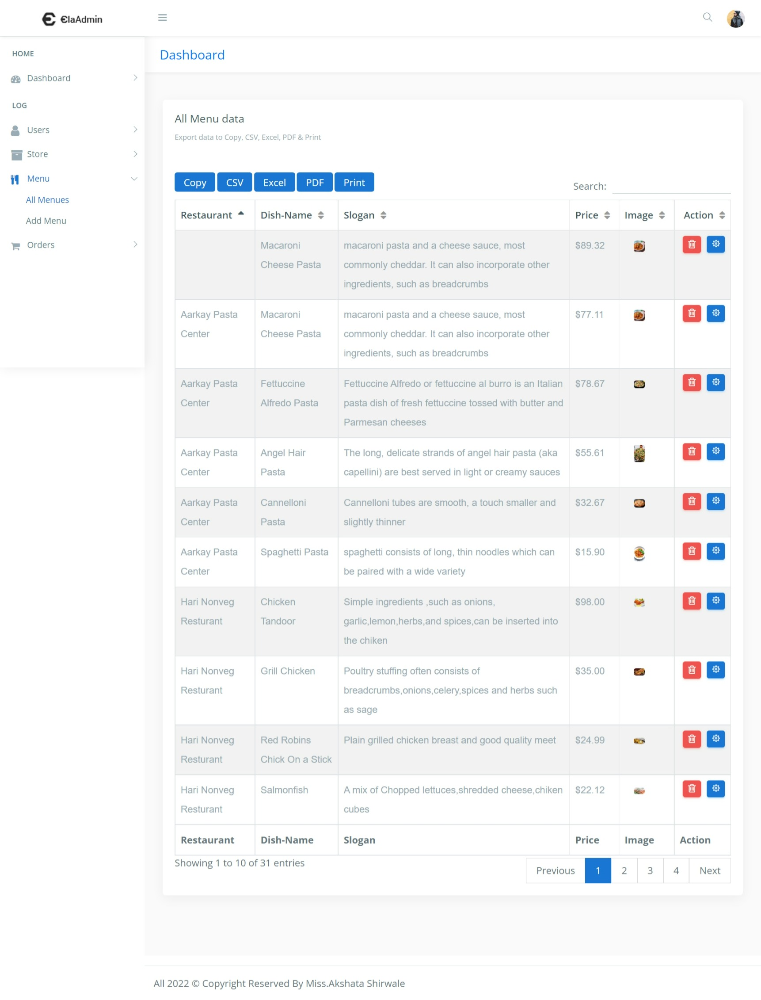 ElaAdmin
HOME
Dashboard
LOG
Users
Store
Menu
All Menues
Add Menu
Orders
Dashboard
All Menu data
Export data to Copy, CSV, Excel, PDF & Print
Copy CSV Excel PDF Print
Search:
Restaurant Dish-Name Slogan Price Image Action
Macaroni macaroni pasta and a cheese sauce, most $89.32
Cheese Pasta commonly cheddar. It can also incorporate other
ingredients, such as breadcrumbs
Aarkay Pasta Macaroni macaroni pasta and a cheese sauce, most $77.11
Center Cheese Pasta commonly cheddar. It can also incorporate other
ingredients, such as breadcrumbs
Aarkay Pasta Fettuccine Fettuccine Alfredo or fettuccine al burro is an Italian $78.67
Center Alfredo Pasta pasta dish of fresh fettuccine tossed with butter and
Parmesan cheeses
Aarkay Pasta Angel Hair The long, delicate strands of angel hair pasta (aka $55.61
Center Pasta capellini) are best served in light or creamy sauces
Aarkay Pasta Cannelloni Cannelloni tubes are smooth, a touch smaller and $32.67
Center Pasta slightly thinner
Aarkay Pasta Spaghetti Pasta spaghetti consists of long, thin noodles which can $15.90
Center be paired with a wide variety
Hari Nonveg Chicken Simple ingredients ,such as onions, $98.00
Resturant Tandoor garlic,lemon,herbs,and spices,can be inserted into
the chiken
Hari Nonveg Grill Chicken Poultry stuffing often consists of $35.00
Resturant breadcrumbs,onions,celery,spices and herbs such
as sage
Hari Nonveg Red Robins Plain grilled chicken breast and good quality meet $24.99
Resturant Chick On a Stick
Hari Nonveg Salmonfish A mix of Chopped lettuces,shredded cheese,chiken $22.12
Resturant cubes
Restaurant Dish-Name Slogan Price Image Action
Showing 1 to 10 of 31 entries
Previous 1 2 3 4 Next
All 2022 © Copyright Reserved By Miss.Akshata Shirwale